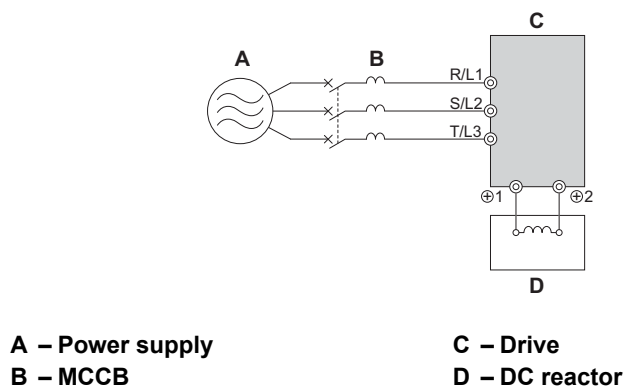 C
A
B
R/L1
S/L2
T/L3
⊕1
⊕2
D
A – Power supply
B – MCCB
C – Drive
D – DC reactor